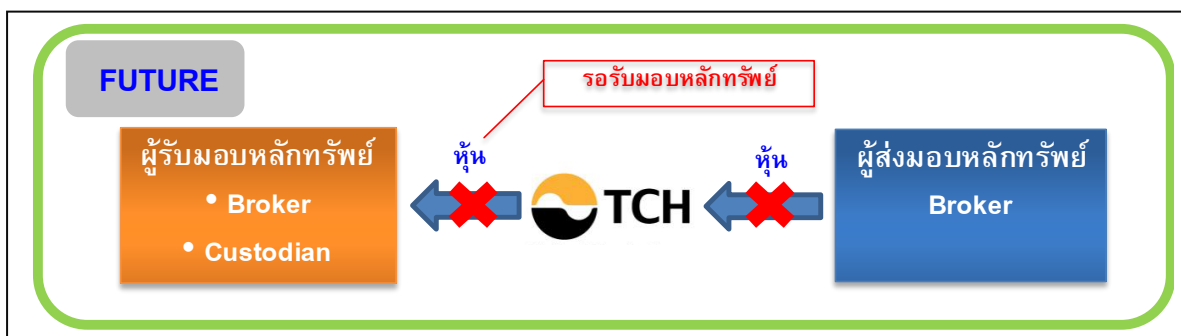 FUTURE
รอรับมอบหลักทรัพย์
ผู้รับมอบหลักทรัพย์
• Broker
• Custodian
หุ้น
TCH
หุ้น
ผู้ส่งมอบหลักทรัพย์
Broker